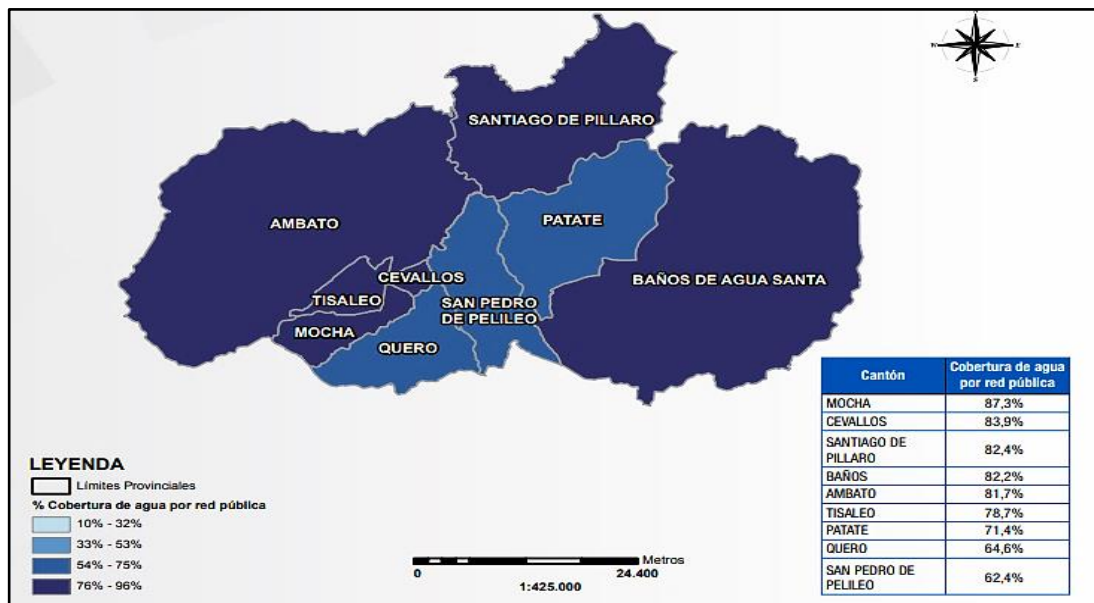 N
W
E
S
SANTIAGO DE PILLARO
PATATE
AMBATO
CEVALLOS
BAÑOS DE AGUA SANTA
TISALEO
SAN PEDRO
DE PELILEO
MOCHA
QUERO
LEYENDA
Límites Provinciales
% Cobertura de agua por red pública
10% - 32%
33% - 53%
54% - 75%
76% - 96%
Metros
0 24.400
1:425.000
Cantón Cobertura de agua
por red pública
MOCHA 87,3%
CEVALLOS 83,9%
SANTIAGO DE
PILLARO 82,4%
BAÑOS 82,2%
AMBATO 81,7%
TISALEO 78,7%
PATATE 71,4%
QUERO 64,6%
SAN PEDRO DE
PELILEO 62,4%